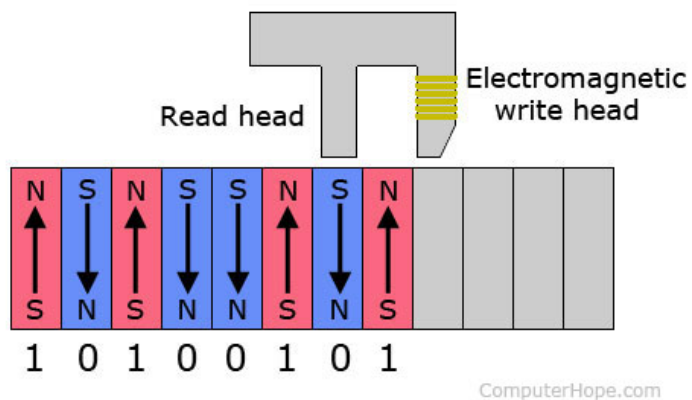 Electromagnetic
write head
Read head
N S N S S N S N
S N S N N S N S
1 0 1 0 0 1 0 1
ComputerHope.com